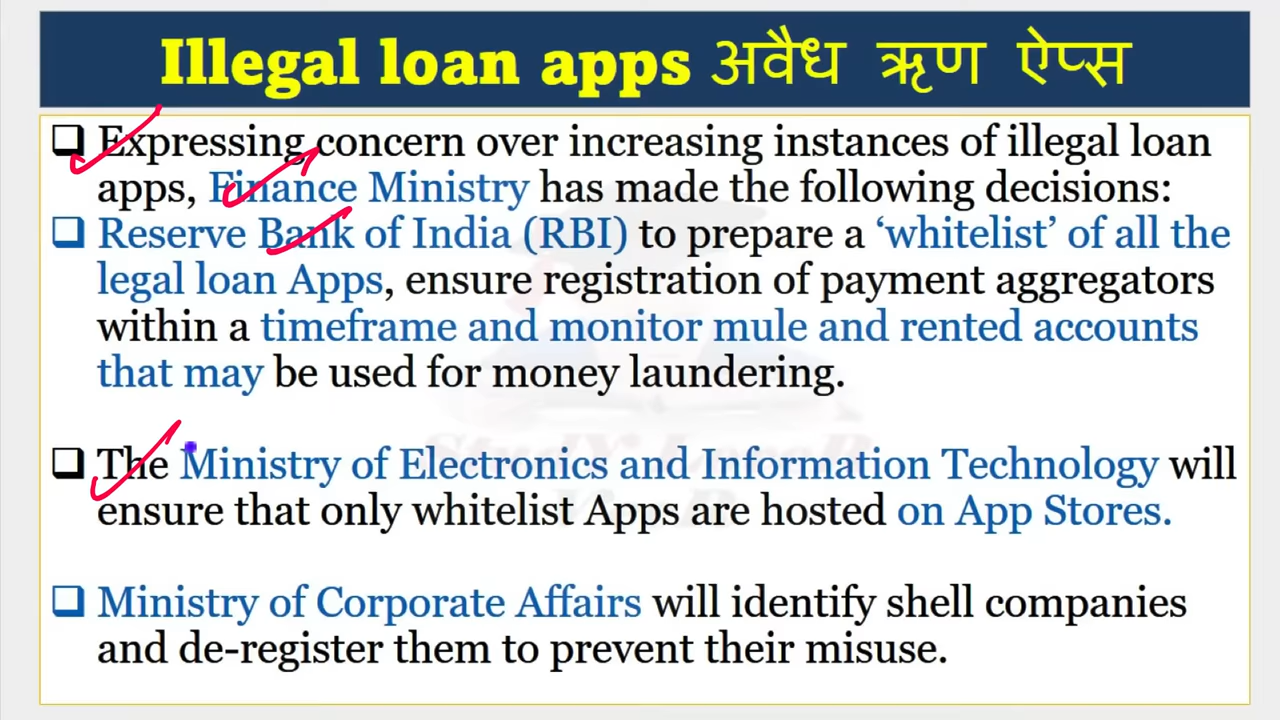 Illegal loan apps अवैध ऋण ऐप्स
Expressing concern over increasing instances of illegal loan
apps, Finance Ministry has made the following decisions:
Reserve Bank of India (RBI) to prepare a ‘whitelist’ of all the
legal loan Apps, ensure registration of payment aggregators
within a timeframe and monitor mule and rented accounts
that may be used for money laundering.
The Ministry of Electronics and Information Technology will
ensure that only whitelist Apps are hosted on App Stores.
Ministry of Corporate Affairs will identify shell companies
and de-register them to prevent their misuse.